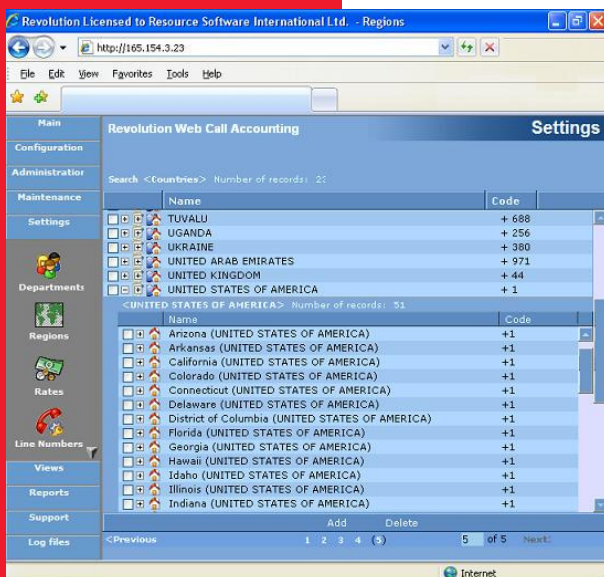 Revolution Licensed to Resource Software International Ltd. - Regions
http://165.154.3.23
File Edit View Favorites Tools Help
Main
Configuration
Administration
Maintenance
Settings
Departments
Regions
Rates
Line Numbers
Views
Reports
Support
Log files
Revolution Web Call Accounting
Settings
Search <Countries> Number of records: 23
Name Code
TUVALU + 688
UGANDA + 256
UKRAINE + 380
UNITED ARAB EMIRATES + 971
UNITED KINGDOM + 44
UNITED STATES OF AMERICA + 1
<UNITED STATES OF AMERICA> Number of records: 51
Name Code
Arizona (UNITED STATES OF AMERICA) +1
Arkansas (UNITED STATES OF AMERICA) +1
California (UNITED STATES OF AMERICA) +1
Colorado (UNITED STATES OF AMERICA) +1
Connecticut (UNITED STATES OF AMERICA) +1
Delaware (UNITED STATES OF AMERICA) +1
District of Columbia (UNITED STATES OF AMERICA) +1
Florida (UNITED STATES OF AMERICA) +1
Georgia (UNITED STATES OF AMERICA) +1
Hawaii (UNITED STATES OF AMERICA) +1
Idaho (UNITED STATES OF AMERICA) +1
Illinois (UNITED STATES OF AMERICA) +1
Indiana (UNITED STATES OF AMERICA) +1
Add Delete
<Previous 1 2 3 4 (5) 5 of 5 Next>
Internet